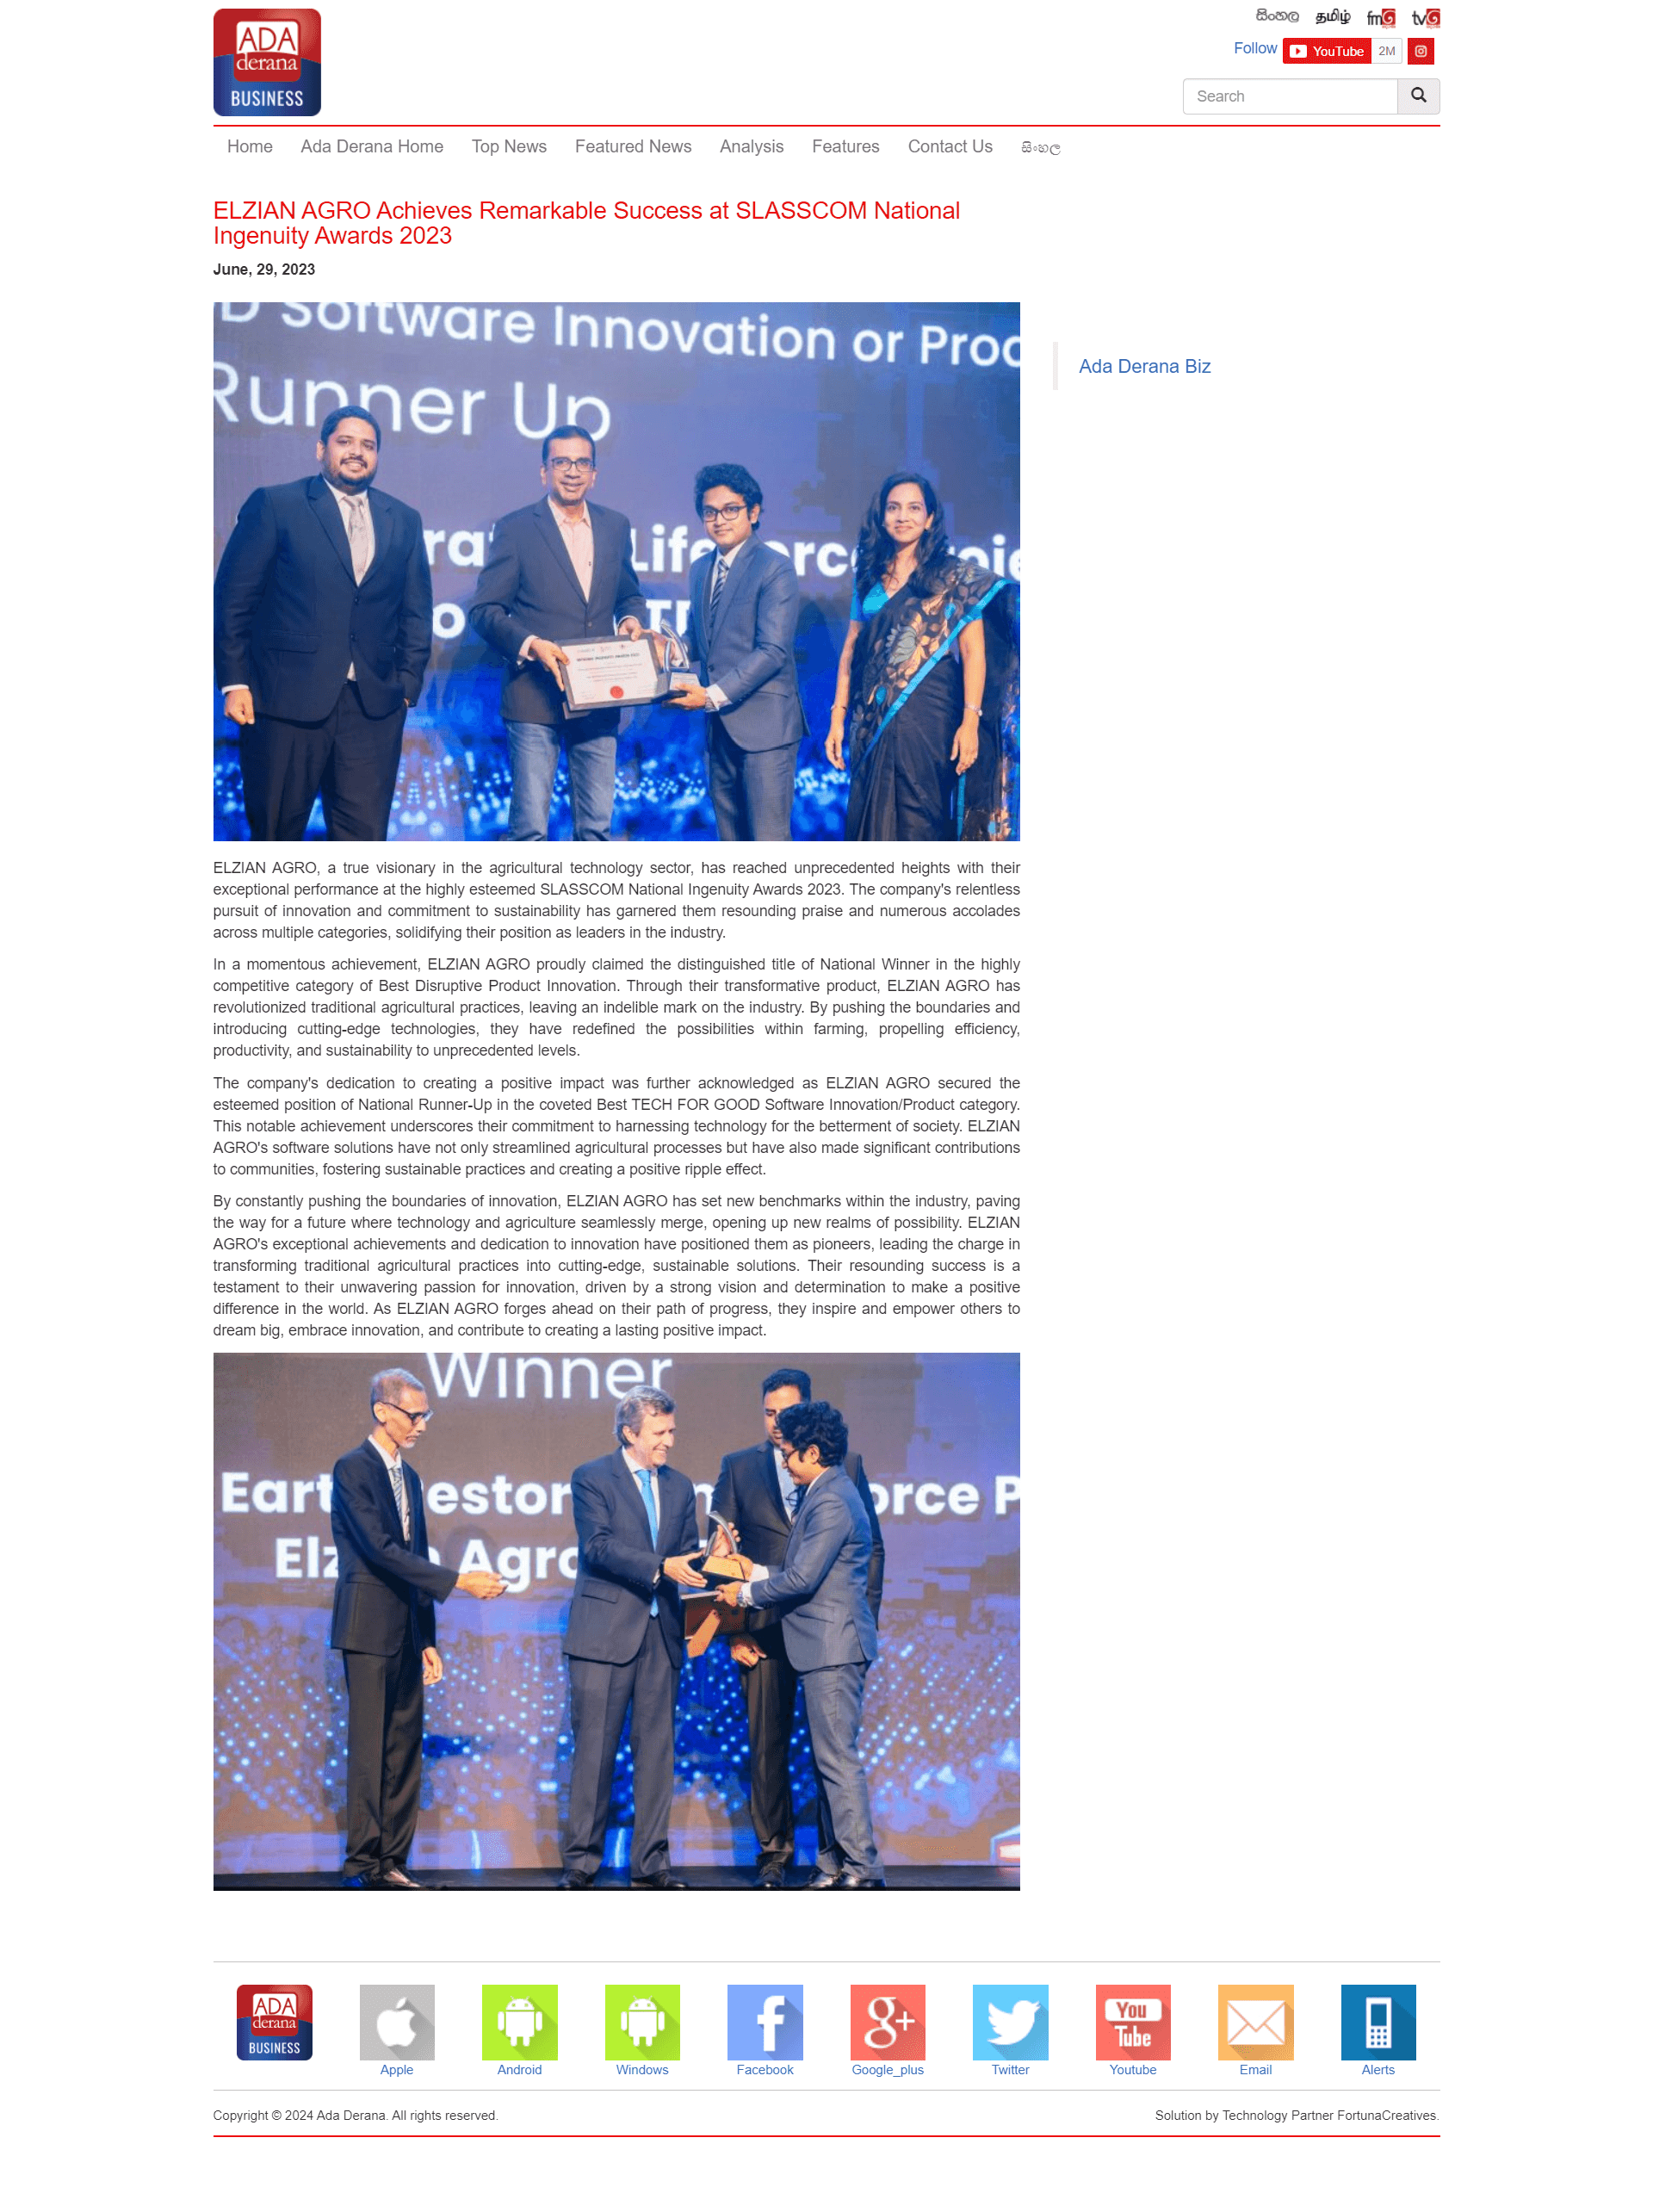 ADA
derana
BUSINESS
සිංහල தமிழ் fm tv
Follow YouTube 2M
Search
Home Ada Derana Home Top News Featured News Analysis Features Contact Us සිංහල
ELZIAN AGRO Achieves Remarkable Success at SLASSCOM National
Ingenuity Awards 2023
June, 29, 2023
D Software Innovation or Proc
Runner Up
Ada Derana Biz
ELZIAN AGRO, a true visionary in the agricultural technology sector, has reached unprecedented heights with their
exceptional performance at the highly esteemed SLASSCOM National Ingenuity Awards 2023. The company's relentless
pursuit of innovation and commitment to sustainability has garnered them resounding praise and numerous accolades
across multiple categories, solidifying their position as leaders in the industry.
In a momentous achievement, ELZIAN AGRO proudly claimed the distinguished title of National Winner in the highly
competitive category of Best Disruptive Product Innovation. Through their transformative product, ELZIAN AGRO has
revolutionized traditional agricultural practices, leaving an indelible mark on the industry. By pushing the boundaries and
introducing cutting-edge technologies, they have redefined the possibilities within farming, propelling efficiency,
productivity, and sustainability to unprecedented levels.
The company's dedication to creating a positive impact was further acknowledged as ELZIAN AGRO secured the
esteemed position of National Runner-Up in the coveted Best TECH FOR GOOD Software Innovation/Product category.
This notable achievement underscores their commitment to harnessing technology for the betterment of society. ELZIAN
AGRO's software solutions have not only streamlined agricultural processes but have also made significant contributions
to communities, fostering sustainable practices and creating a positive ripple effect.
By constantly pushing the boundaries of innovation, ELZIAN AGRO has set new benchmarks within the industry, paving
the way for a future where technology and agriculture seamlessly merge, opening up new realms of possibility. ELZIAN
AGRO's exceptional achievements and dedication to innovation have positioned them as pioneers, leading the charge in
transforming traditional agricultural practices into cutting-edge, sustainable solutions. Their resounding success is a
testament to their unwavering passion for innovation, driven by a strong vision and determination to make a positive
difference in the world. As ELZIAN AGRO forges ahead on their path of progress, they inspire and empower others to
dream big, embrace innovation, and contribute to creating a lasting positive impact.
Winner
Agro
ADA
derana
BUSINESS
You
Tube
Apple Android Windows Facebook Google_plus Twitter Youtube Email Alerts
Copyright © 2024 Ada Derana. All rights reserved. Solution by Technology Partner FortunaCreatives.